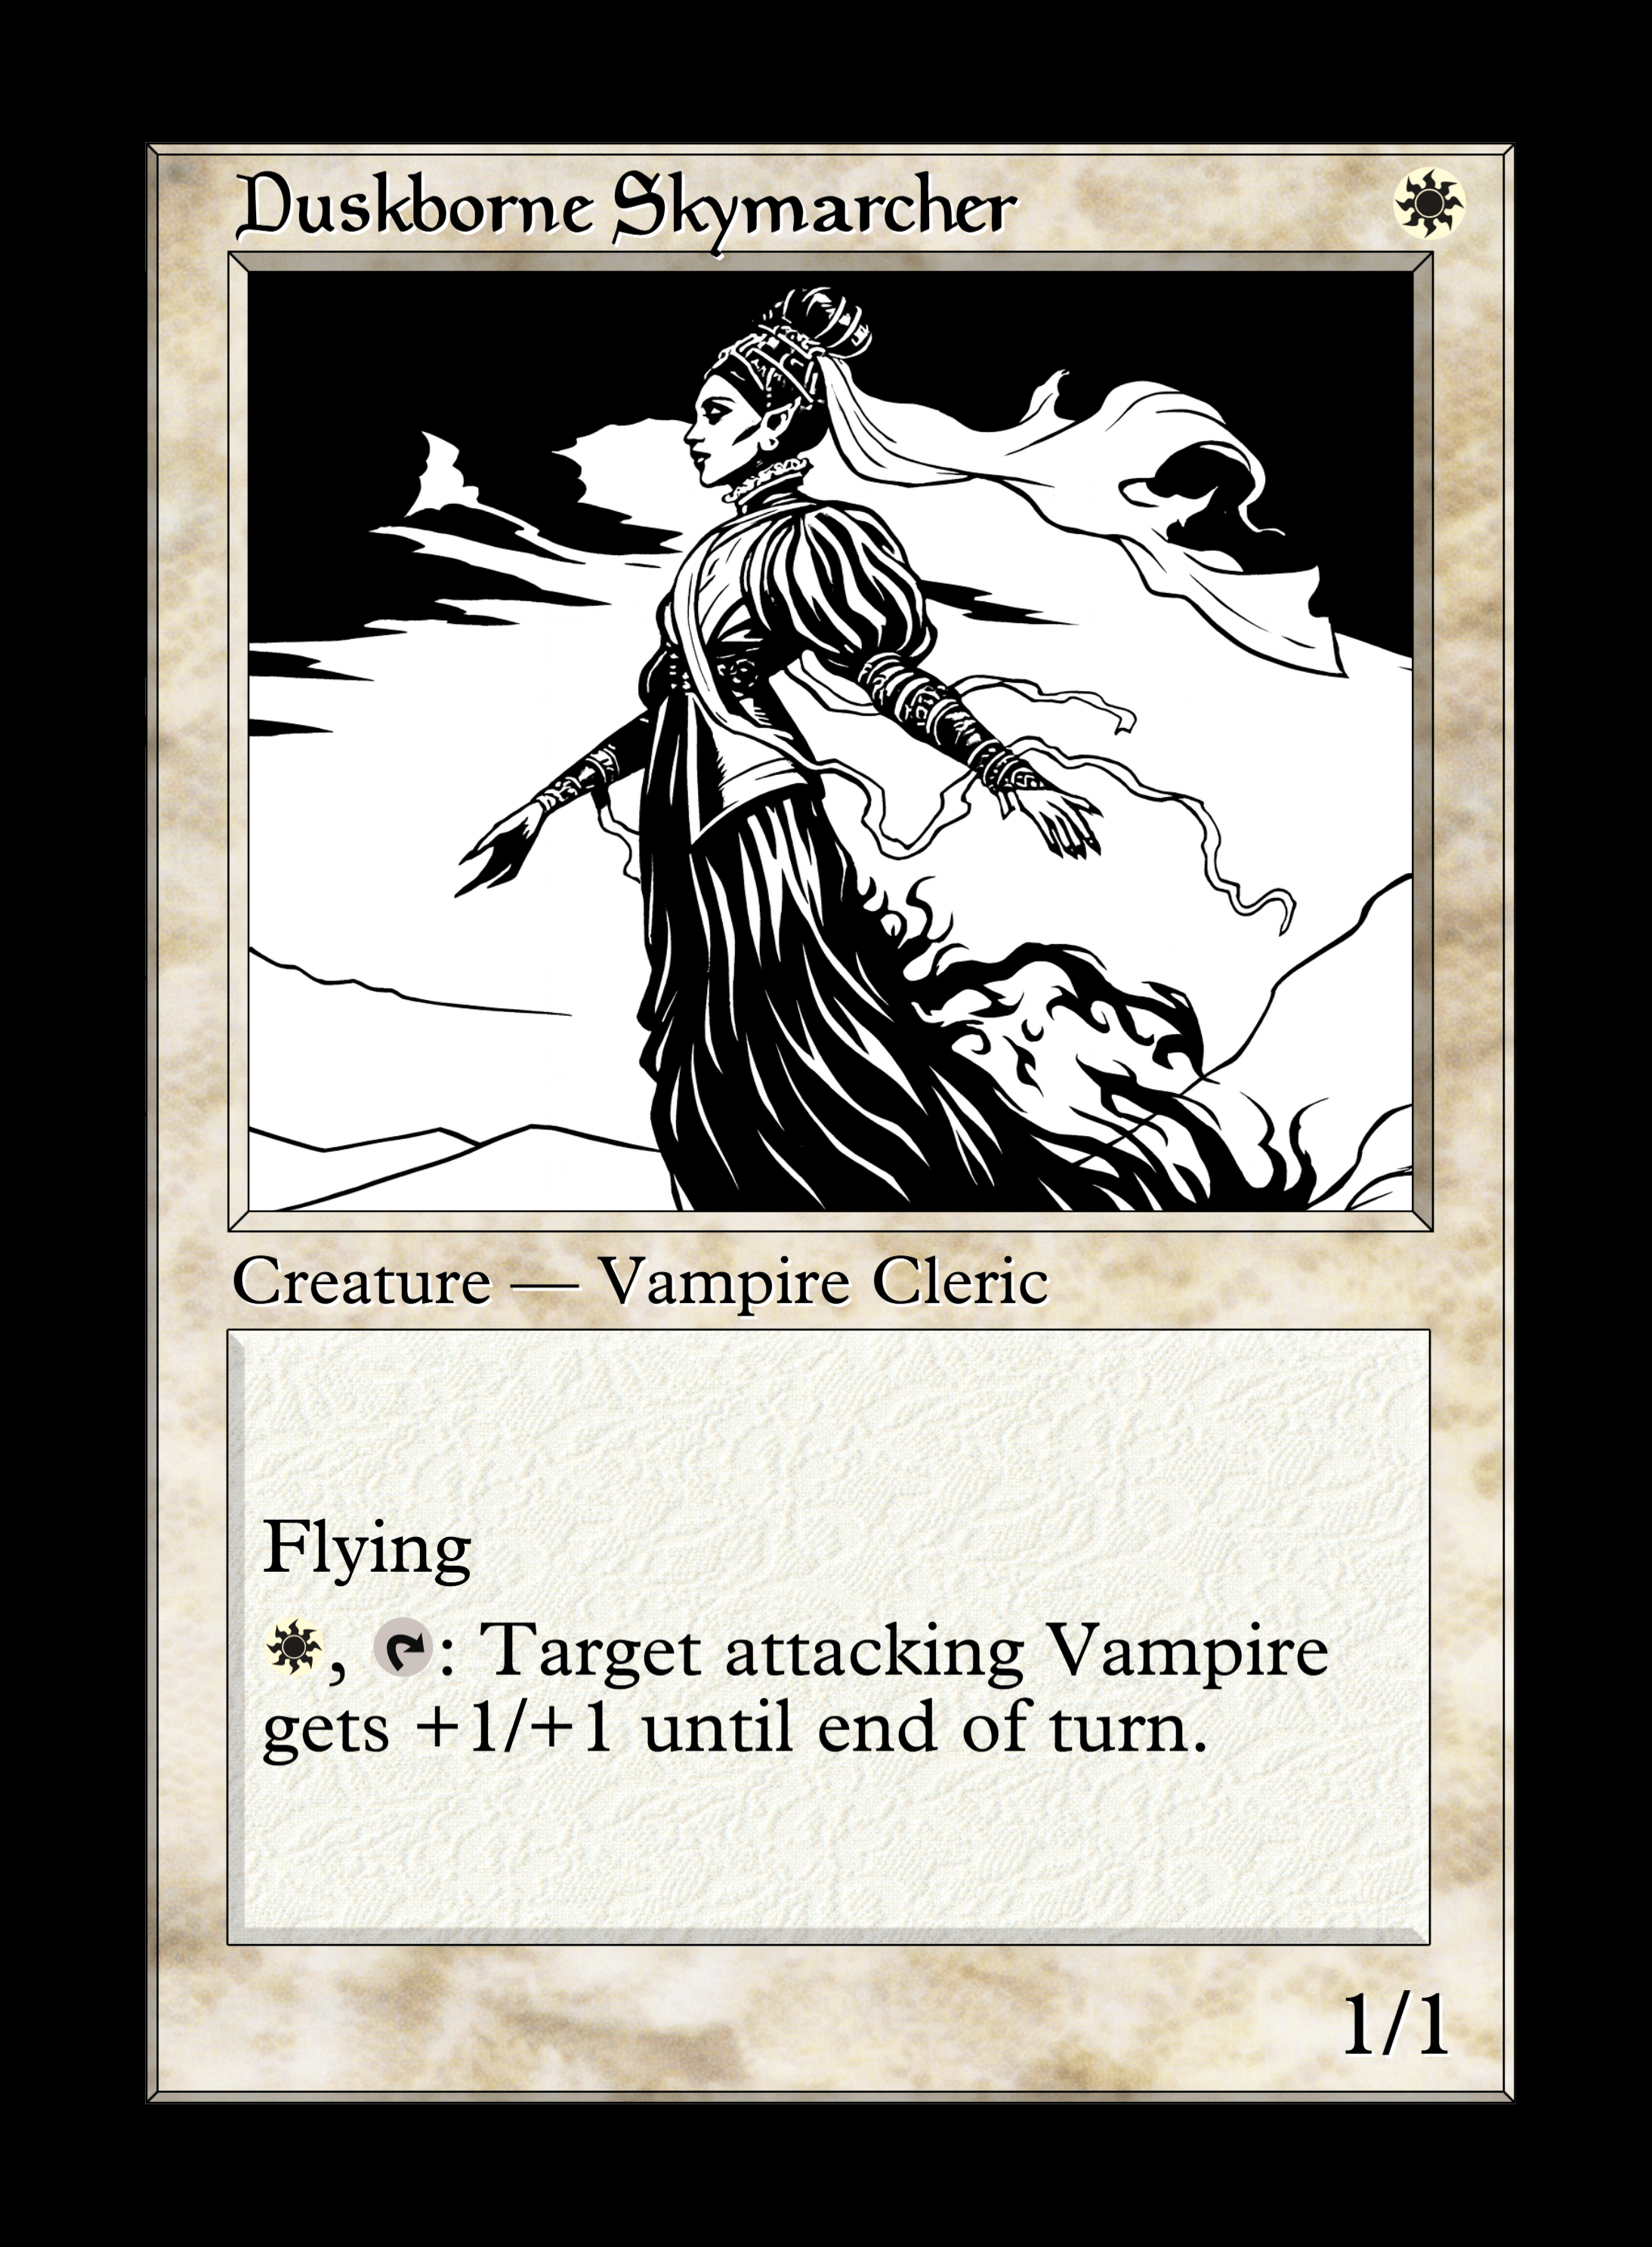 Duskborne Skymarcher
Creature — Vampire Cleric
Flying
, : Target attacking Vampire
gets +1/+1 until end of turn.
1/1